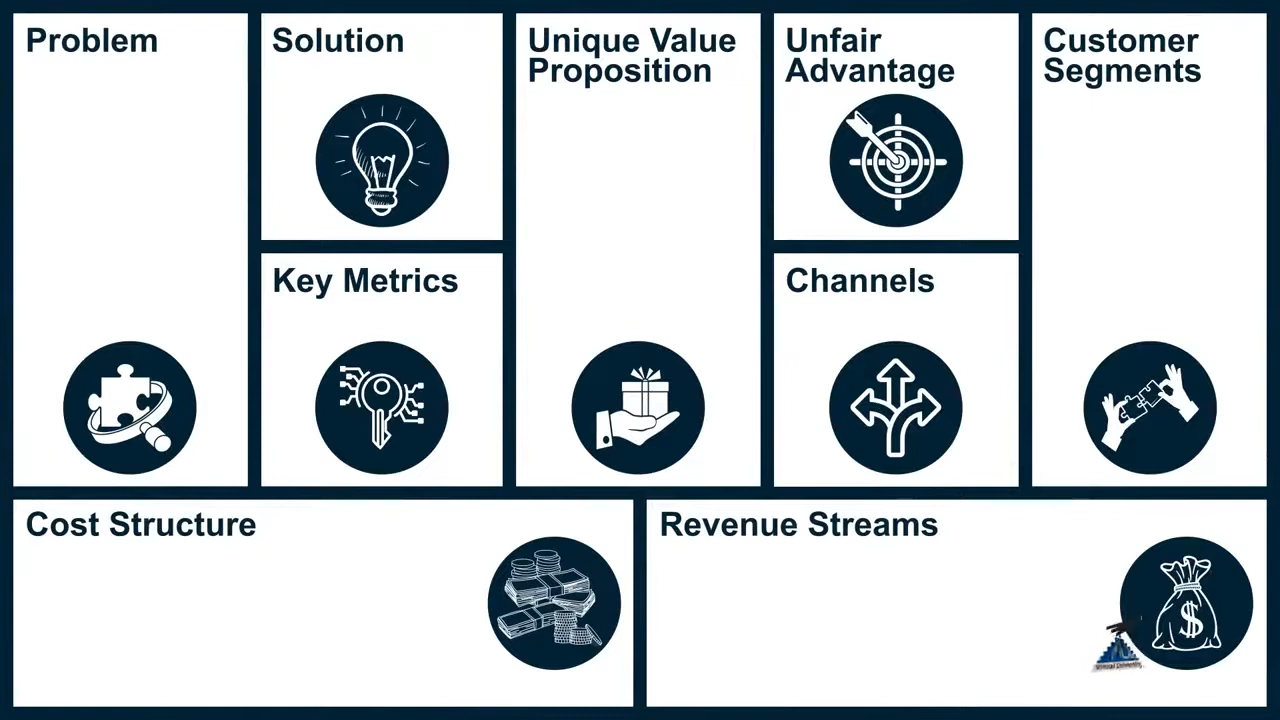 Problem
Solution
Unique Value
Proposition
Unfair
Advantage
Customer
Segments
Key Metrics
Channels
Cost Structure
Revenue Streams
$